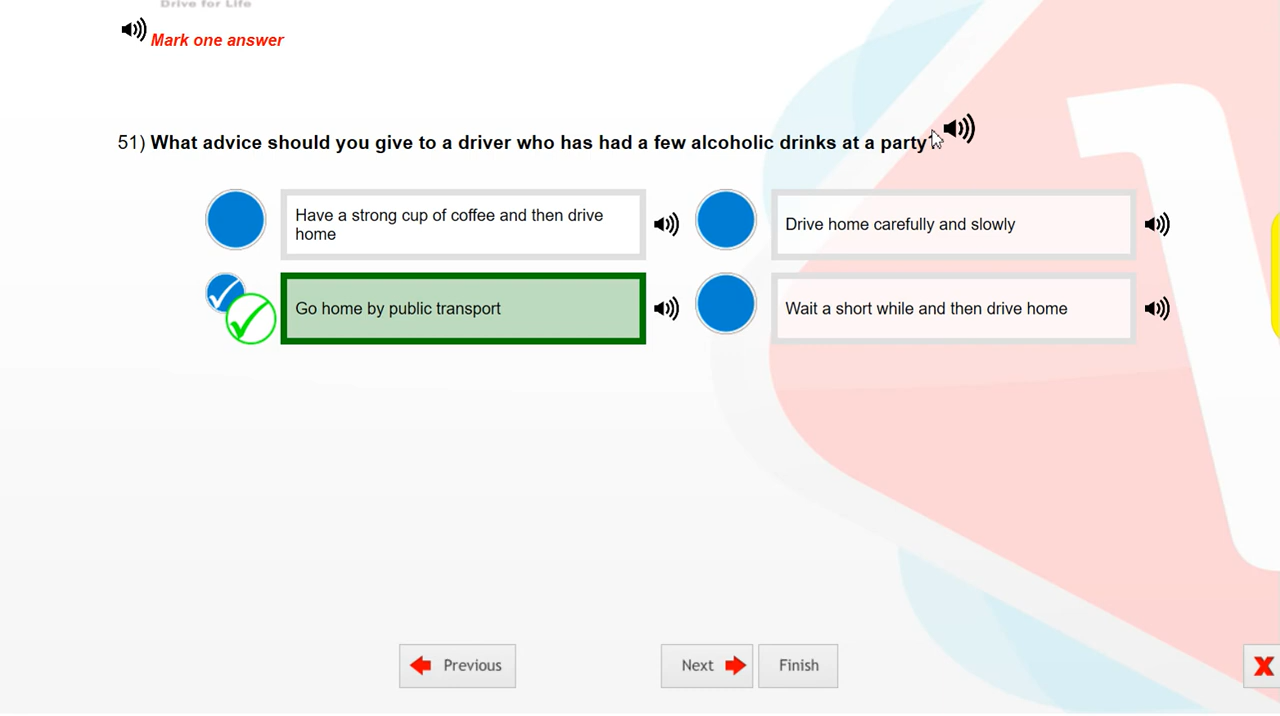 Drive for Life
Mark one answer
51) What advice should you give to a driver who has had a few alcoholic drinks at a party?
Have a strong cup of coffee and then drive
home
Drive home carefully and slowly
Go home by public transport
Wait a short while and then drive home
Previous
Next
Finish
X